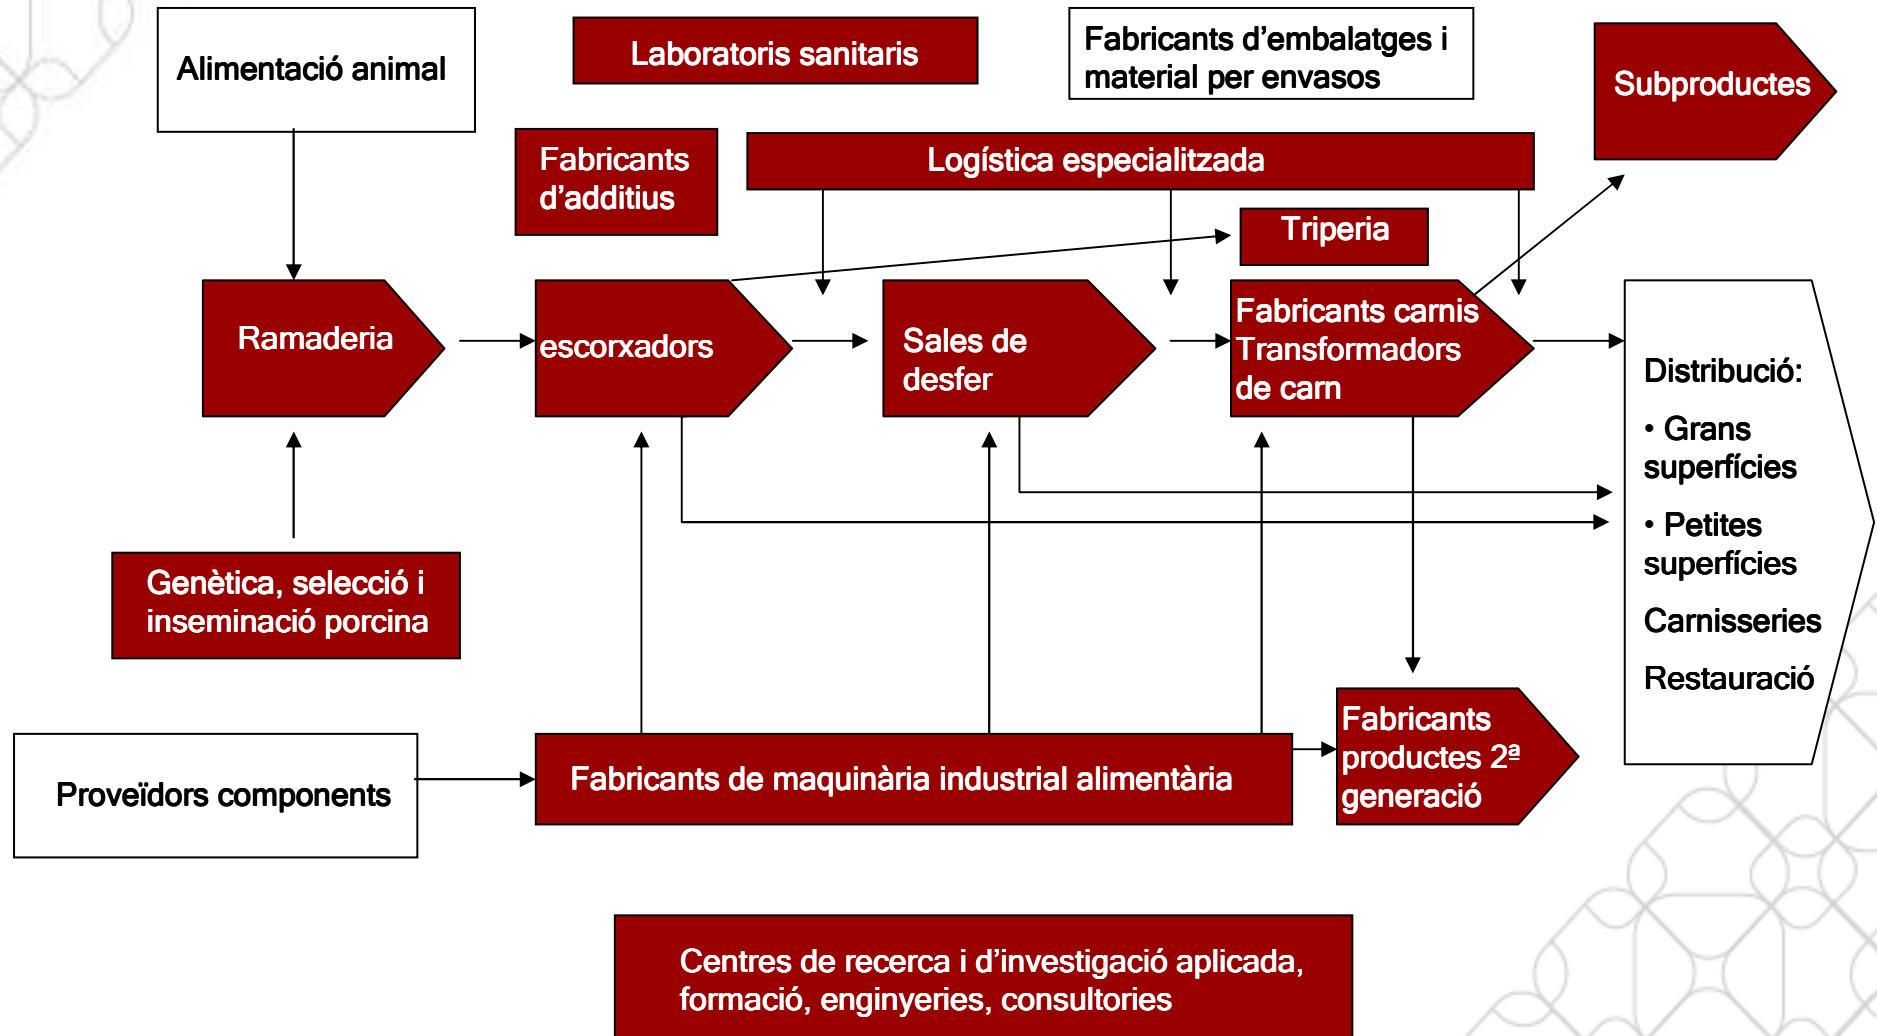 Alimentació animal
Laboratoris sanitaris
Fabricants d’embalatges i
material per envasos
Subproductes
Fabricants
d’additius
Logística especialitzada
Triperia
Ramaderia
escorxadors
Sales de
desfer
Fabricants carnis
Transformadors
de carn
Distribució:
• Grans
superfícies
• Petites
superfícies
Carnisseries
Restauració
Genètica, selecció i
inseminació porcina
Proveïdors components
Fabricants de maquinària industrial alimentària
Fabricants
productes 2ª
generació
Centres de recerca i d’investigació aplicada,
formació, enginyeries, consultories